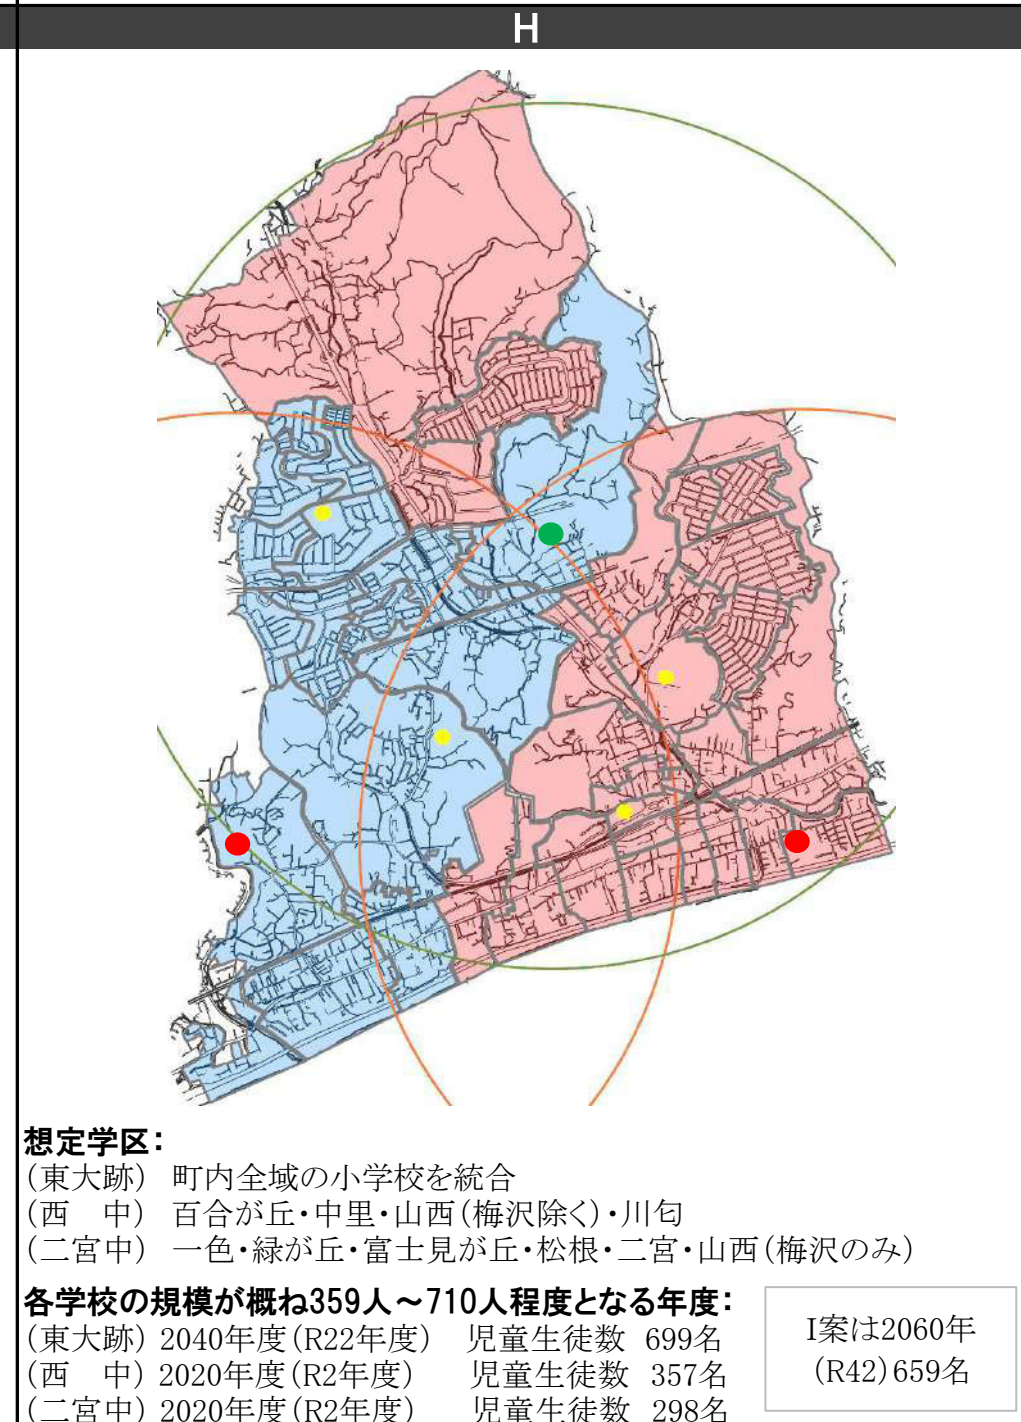 H
想定学区：
（東大跡） 町内全域の小学校を統合
（西　中） 百合が丘・中里・山西（梅沢除く）・川匂
（二宮中） 一色・緑が丘・富士見が丘・松根・二宮・山西（梅沢のみ）
各学校の規模が概ね359人～710人程度となる年度：
（東大跡） 2040年度（R22年度） 児童生徒数 699名
（西　中） 2020年度（R2年度） 児童生徒数 357名
（二宮中） 2020年度（R2年度） 児童生徒数 298名
I案は2060年
（R42）659名